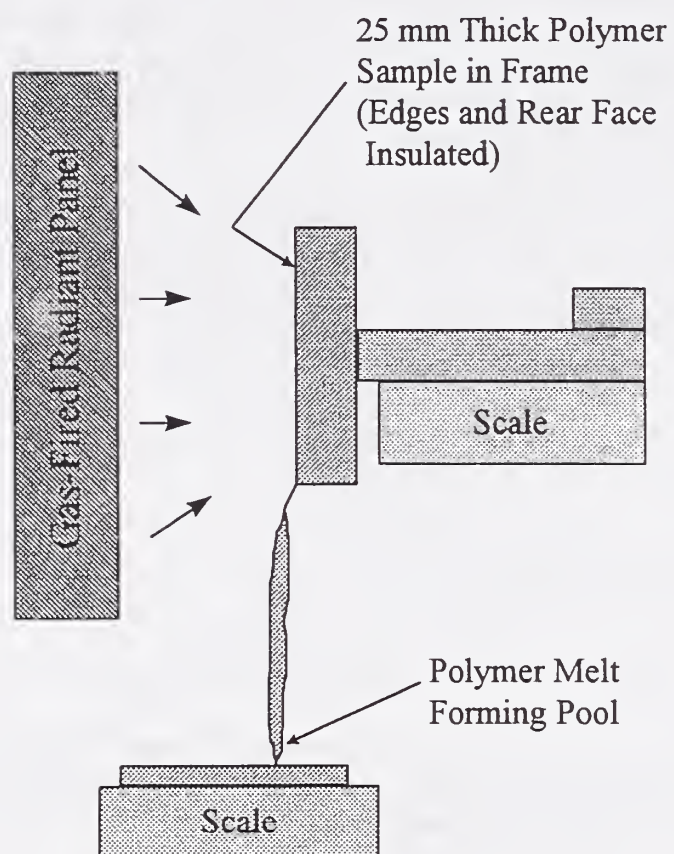 25 mm Thick Polymer
Sample in Frame
(Edges and Rear Face
Insulated)
Gas-Fired Radiant Panel
Scale
Polymer Melt
Forming Pool
Scale